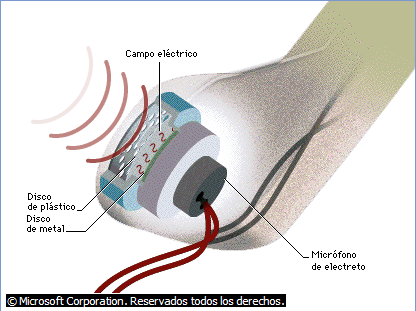 Campo eléctrico
Disco
de plástico
Disco
de metal
Micrófono
de electreto
© Microsoft Corporation. Reservados todos los derechos.